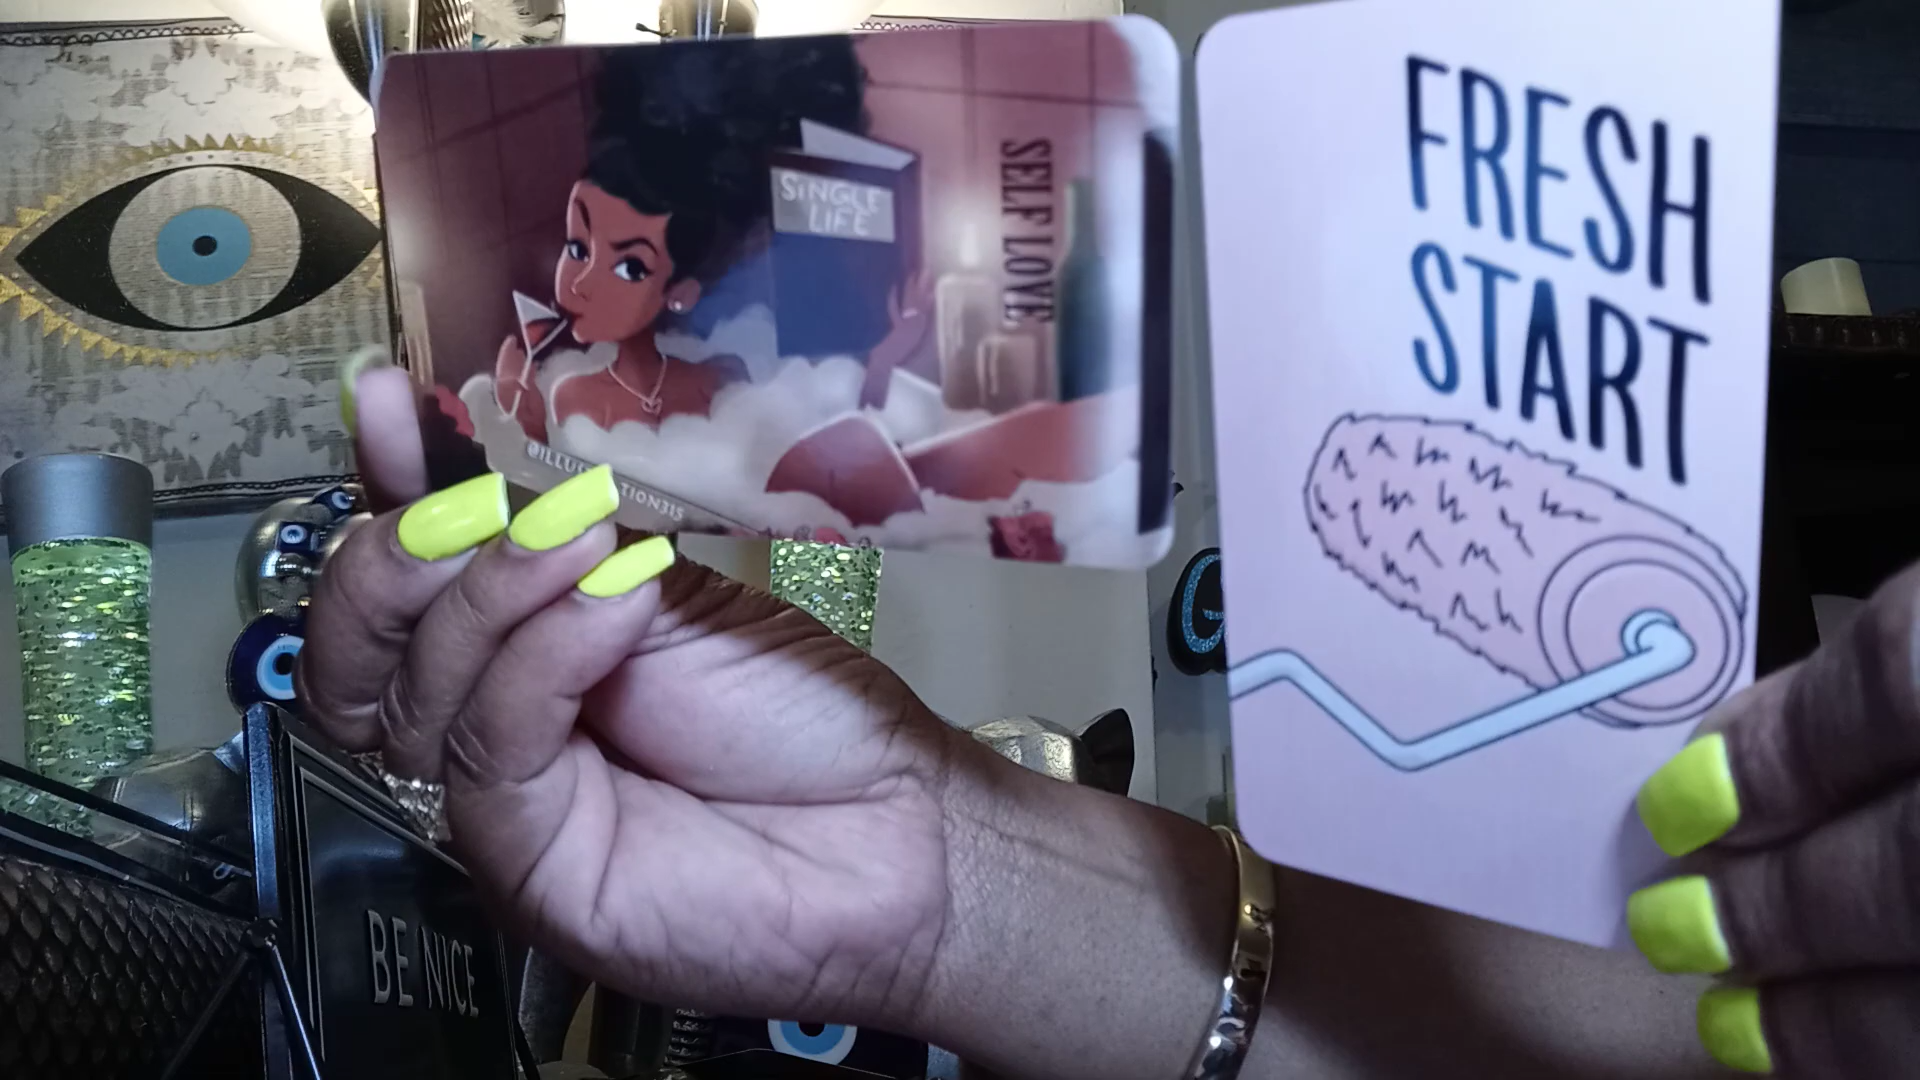 SINGLE
LIFE
SELF LOVE
FRESH
START
BE NICE